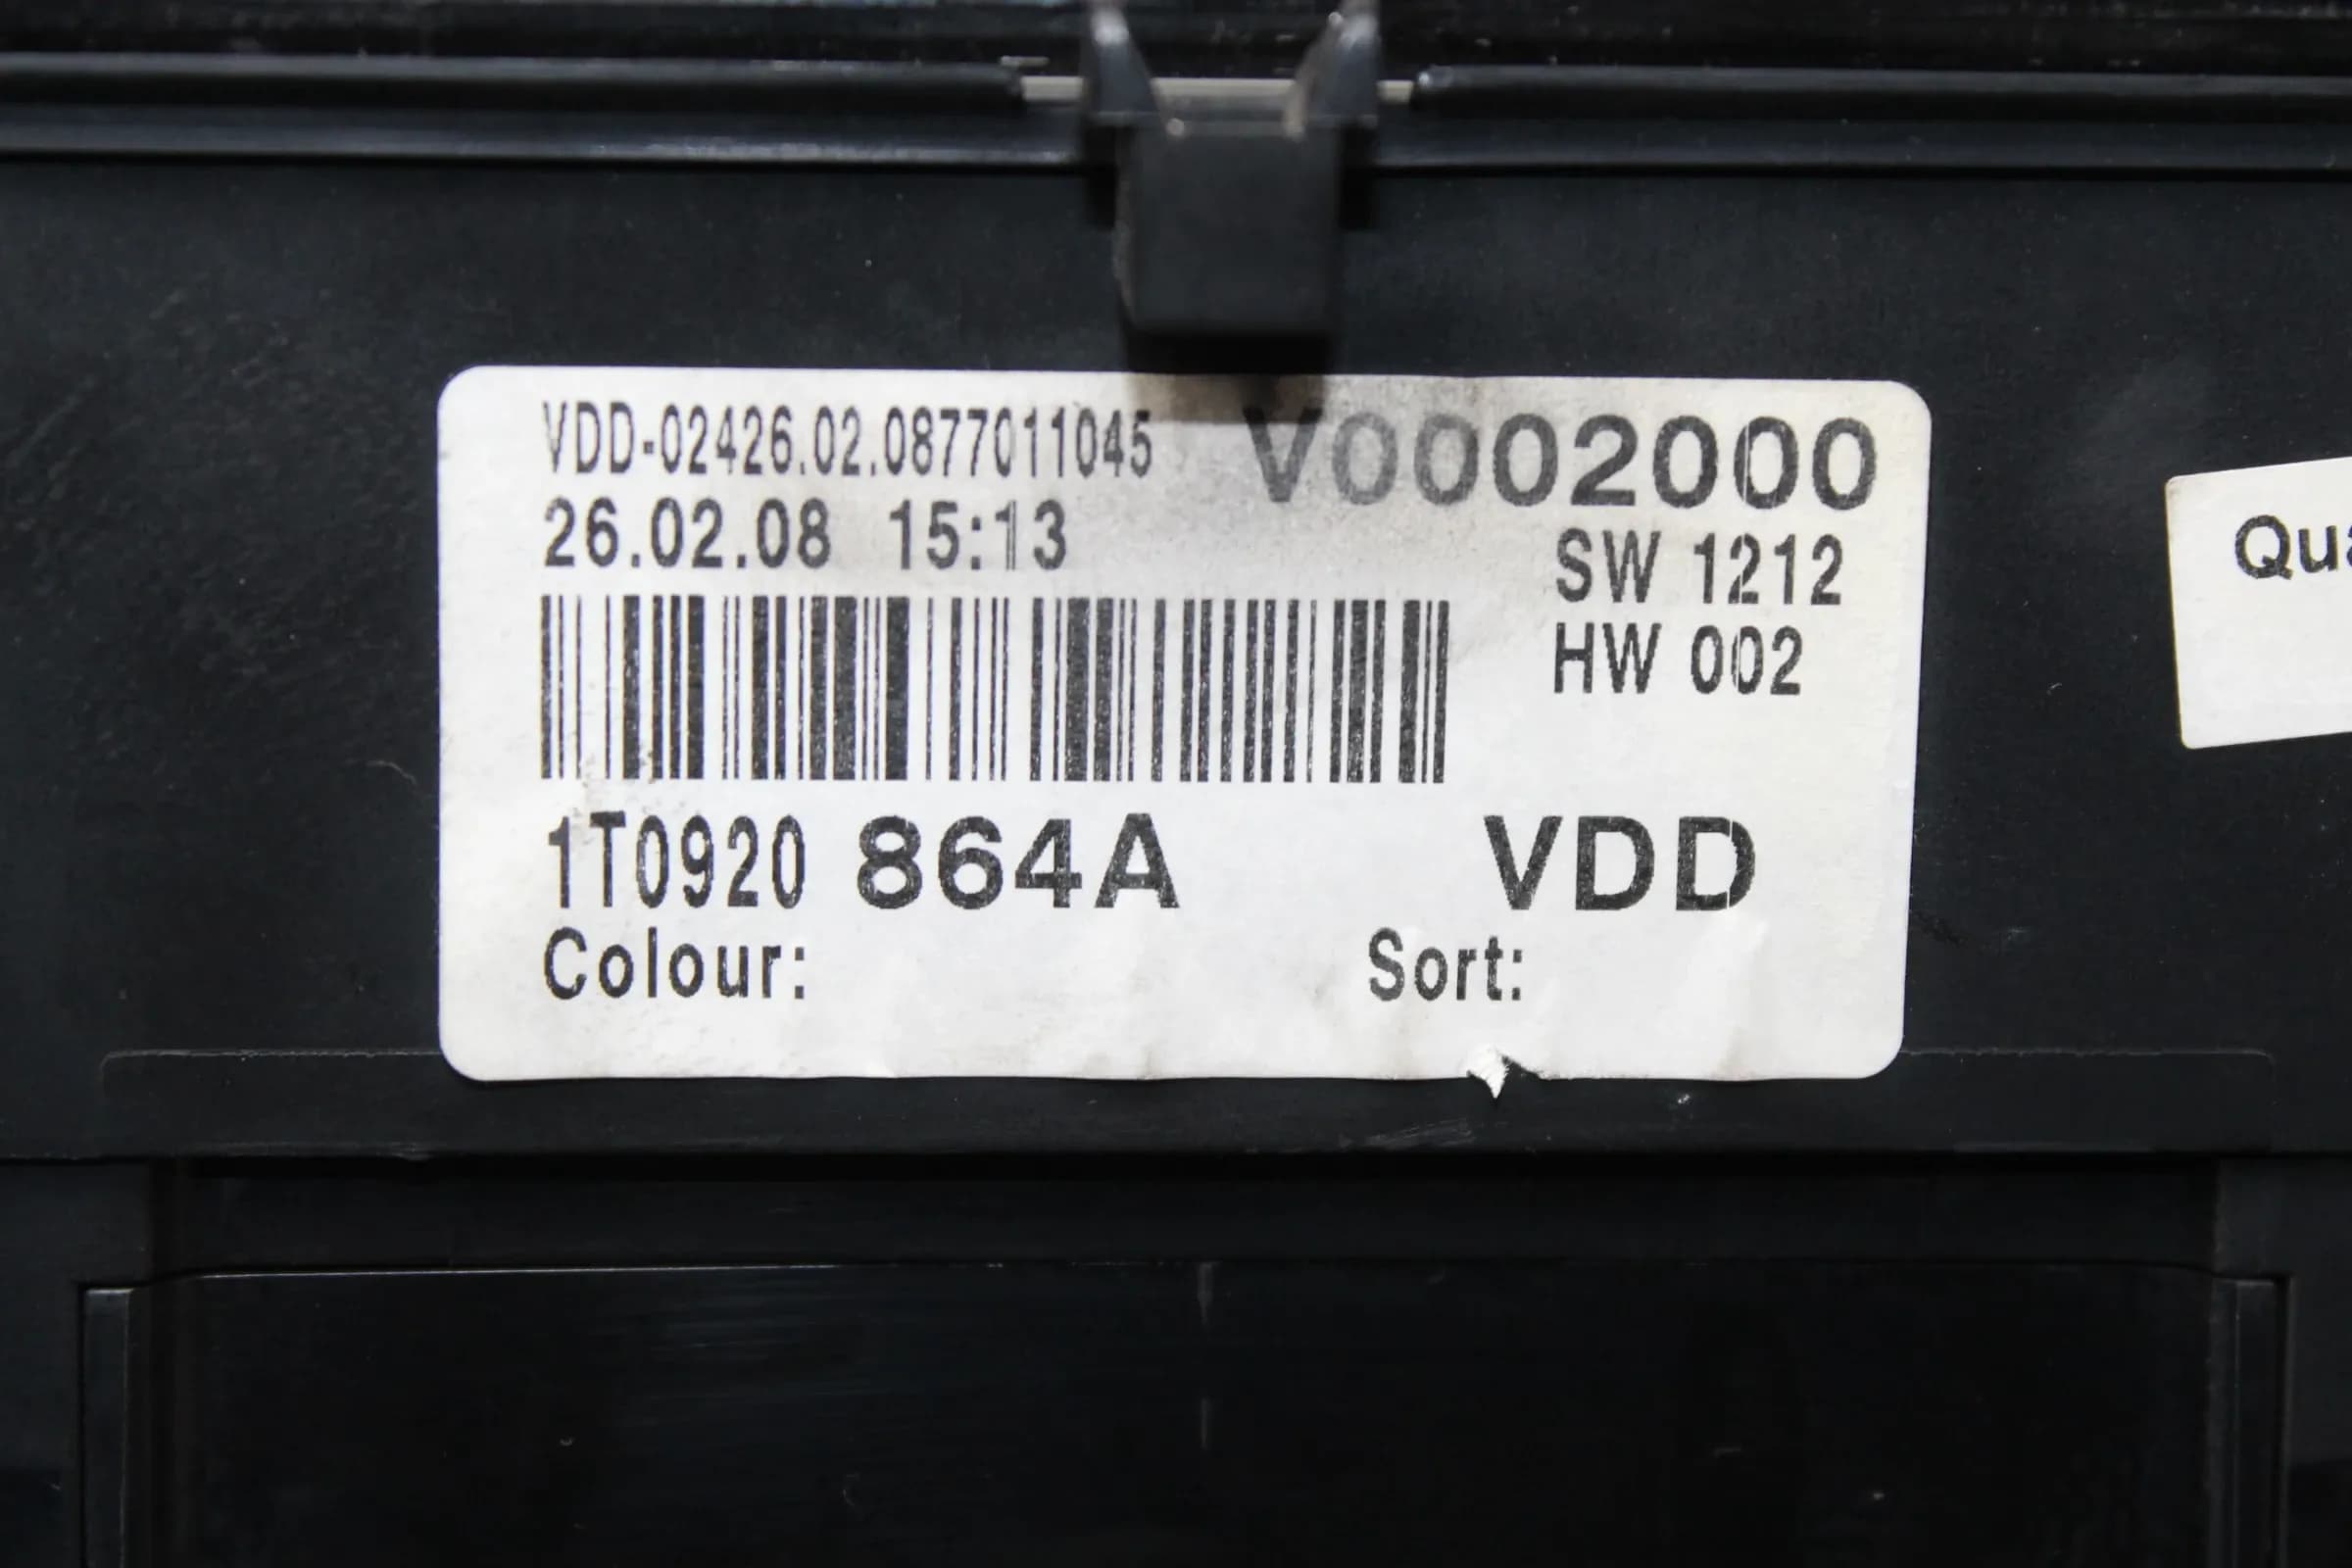 VDD-02426.02.0877011045 V0002000
26.02.08 15:13
SW 1212
HW 002
1T0920 864A VDD
Colour: Sort: